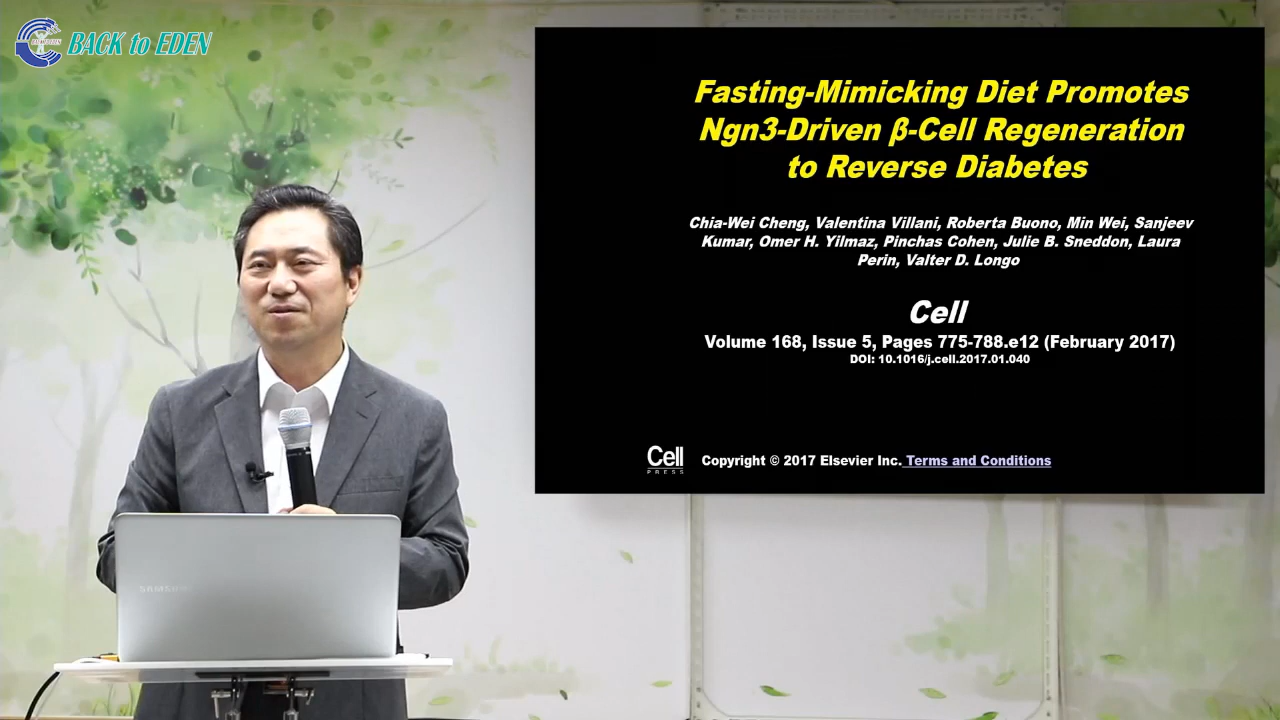 BACK to EDEN
Fasting-Mimicking Diet Promotes
Ngn3-Driven β-Cell Regeneration
to Reverse Diabetes
Chia-Wei Cheng, Valentina Villani, Roberta Buono, Min Wei, Sanjeev
Kumar, Omer H. Yilmaz, Pinchas Cohen, Julie B. Sneddon, Laura
Perin, Valter D. Longo
Cell
Volume 168, Issue 5, Pages 775-788.e12 (February 2017)
DOI: 10.1016/j.cell.2017.01.040
Cell
PRESS
Copyright © 2017 Elsevier Inc. Terms and Conditions
SAMSUNG